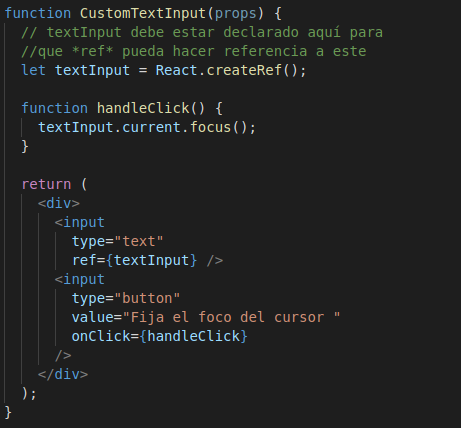 function CustomTextInput(props) {
  // textInput debe estar declarado aquí para
  //que *ref* pueda hacer referencia a este
  let textInput = React.createRef();

  function handleClick() {
    textInput.current.focus();
  }

  return (
    <div>
      <input
        type="text"
        ref={textInput} />
      <input
        type="button"
        value="Fija el foco del cursor "
        onClick={handleClick}
      />
    </div>
  );
}